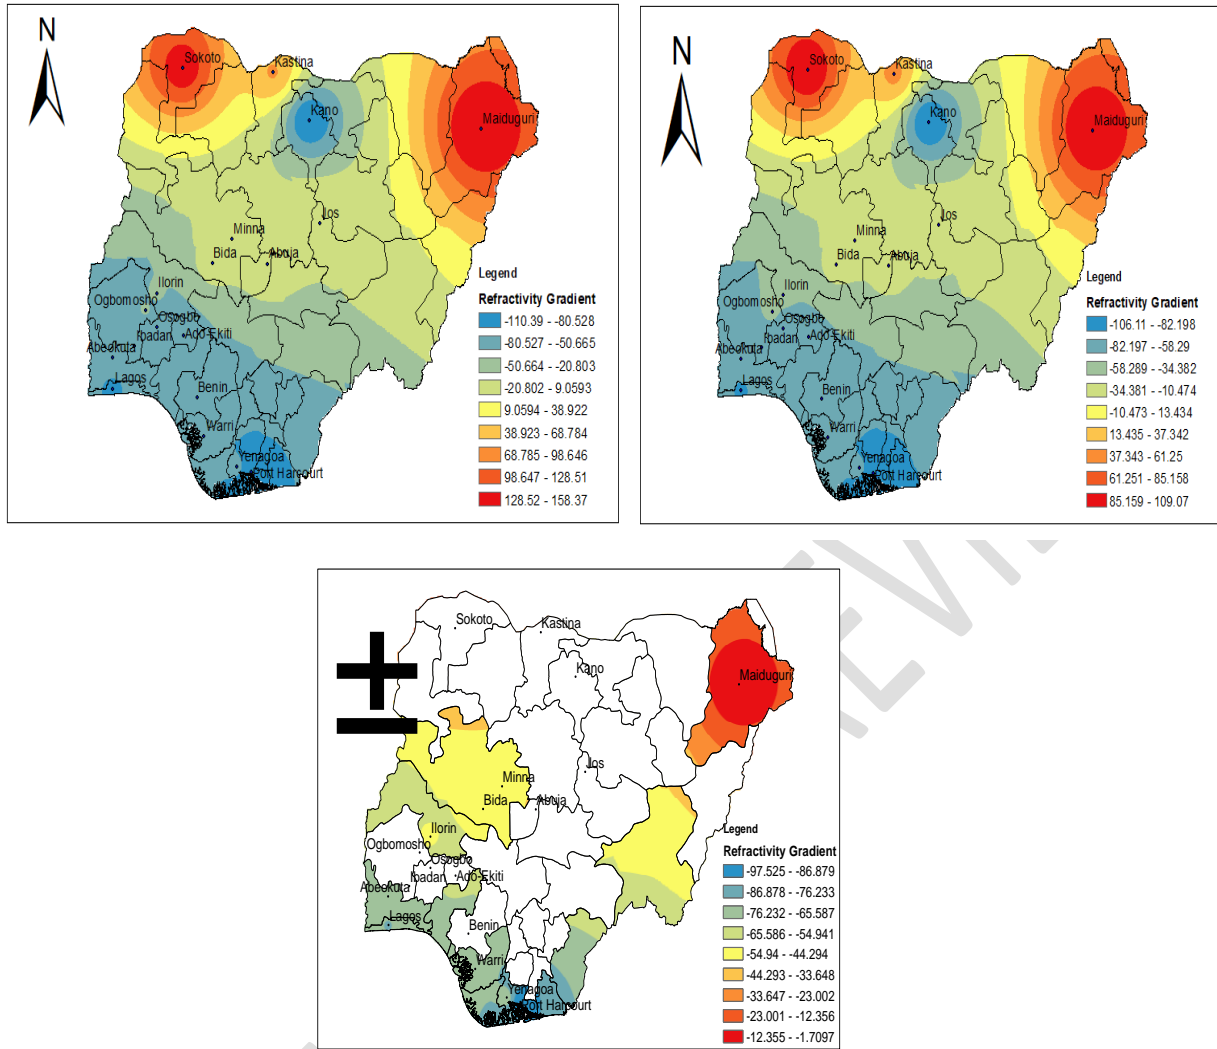 N
Sokoto
Kastina
Kano
Maiduguri
Jos
Minna
Bida
Abuja
Ilorin
Ogbomosho
Osogbo
Ibadan
Ado-Ekiti
Abeokuta
Lagos
Benin
Warri
Yenagoa
Port Harcourt
Legend
Refractivity Gradient
-110.39 - -80.528
-80.527 - -50.665
-50.664 - -20.803
-20.802 - 9.0593
9.0594 - 38.922
38.923 - 68.784
68.785 - 98.646
98.647 - 128.51
128.52 - 158.37
N
Sokoto
Kastina
Kano
Maiduguri
Jos
Minna
Bida
Abuja
Ilorin
Ogbomosho
Osogbo
Ibadan
Ado-Ekiti
Abeokuta
Lagos
Benin
Warri
Yenagoa
Port Harcourt
Legend
Refractivity Gradient
-106.11 - -82.198
-82.197 - -58.29
-58.289 - -34.382
-34.381 - -10.474
-10.473 - 13.434
13.435 - 37.342
37.343 - 61.25
61.251 - 85.158
85.159 - 109.07
±
Sokoto
Kastina
Kano
Maiduguri
Jos
Minna
Bida
Abuja
Ilorin
Ogbomosho
Osogbo
Ibadan
Ado-Ekiti
Abeokuta
Lagos
Benin
Warri
Yenagoa
Port Harcourt
Legend
Refractivity Gradient
-97.525 - -86.879
-86.878 - -76.233
-76.232 - -65.587
-65.586 - -54.941
-54.94 - -44.294
-44.293 - -33.648
-33.647 - -23.002
-23.001 - -12.356
-12.355 - -1.7097